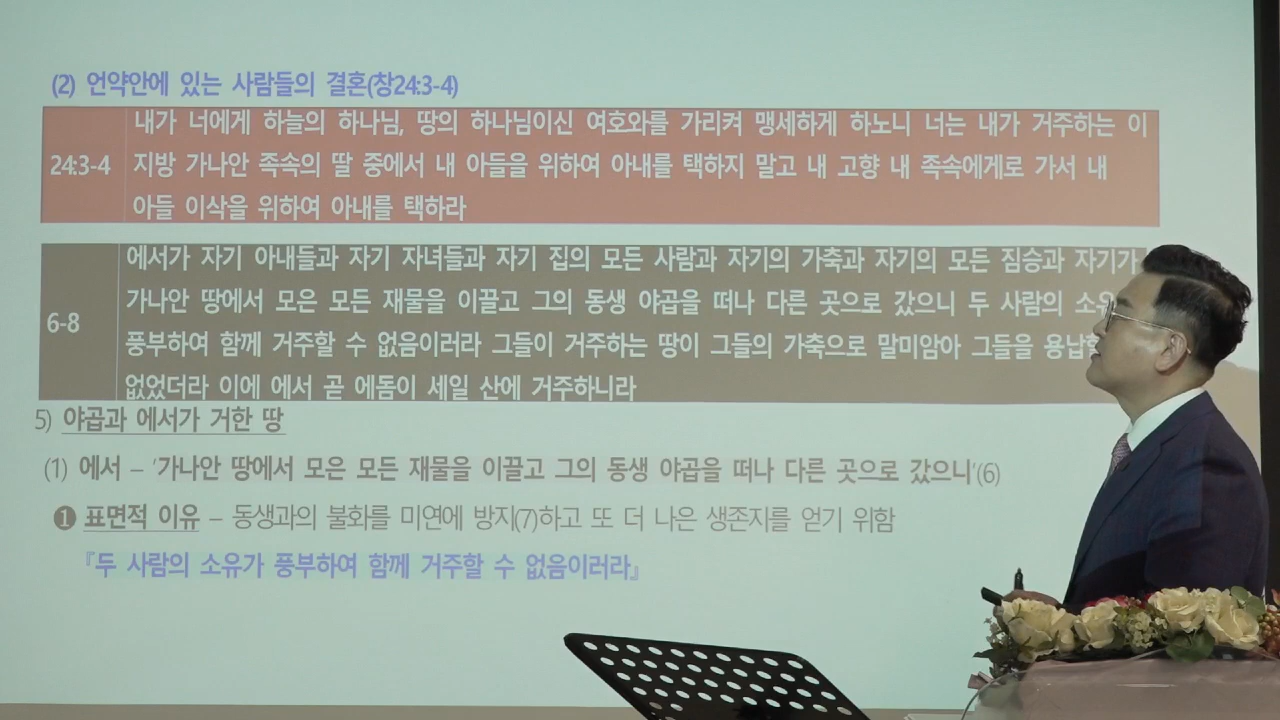 (2) 언약안에 있는 사람들의 결혼(창24:3-4)
내가 너에게 하늘의 하나님, 땅의 하나님이신 여호와를 가리켜 맹세하게 하노니 너는 내가 거주하는 이
24:3-4 지방 가나안 족속의 딸 중에서 내 아들을 위하여 아내를 택하지 말고 내 고향 내 족속에게로 가서 내
아들 이삭을 위하여 아내를 택하라
에서가 자기 아내들과 자기 자녀들과 자기 집의 모든 사람과 자기의 가축과 자기의 모든 짐승과 자기가
가나안 땅에서 모은 모든 재물을 이끌고 그의 동생 야곱을 떠나 다른 곳으로 갔으니 두 사람의
6-8
풍부하여 함께 거주할 수 없음이러라 그들이 거주하는 땅이 그들의 가축으로 말미암아 그들을
없었더라 이에 에서 곧 에돔이 세일 산에 거주하니라
5) 야곱과 에서가 거한 땅
(1) 에서 – '가나안 땅에서 모은 모든 재물을 이끌고 그의 동생 야곱을 떠나 다른 곳으로 갔으니'(6)
❶ 표면적 이유 – 동생과의 불화를 미연에 방지(7)하고 또 더 나은 생존지를 얻기 위함
『두 사람의 소유가 풍부하여 함께 거주할 수 없음이러라』